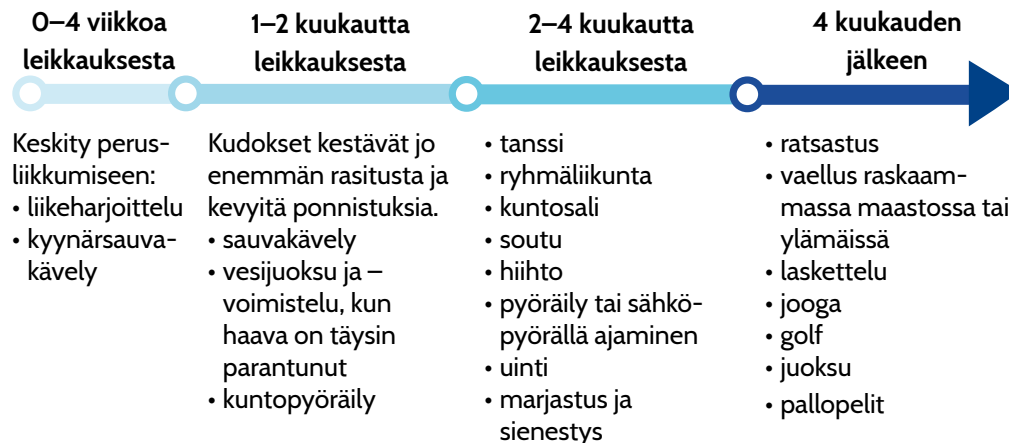 0–4 viikkoa
leikkauksesta
Keskity perus-
liikkumiseen:
• liikeharjoittelu
• kyynärsauva-
kävely
1–2 kuukautta
leikkauksesta
Kudokset kestävät jo
enemmän rasitusta ja
kevyitä ponnistuksia.
• sauvakävely
• vesijuoksu ja –
voimistelu, kun
haava on täysin
parantunut
• kuntopyöräily
2–4 kuukautta
leikkauksesta
• tanssi
• ryhmäliikunta
• kuntosali
• soutu
• hiihto
• pyöräily tai sähkö-
pyörällä ajaminen
• uinti
• marjastus ja
sienestys
4 kuukauden
jälkeen
• ratsastus
• vaellus raskaam-
massa maastossa tai
ylämäissä
• laskettelu
• jooga
• golf
• juoksu
• pallopelit